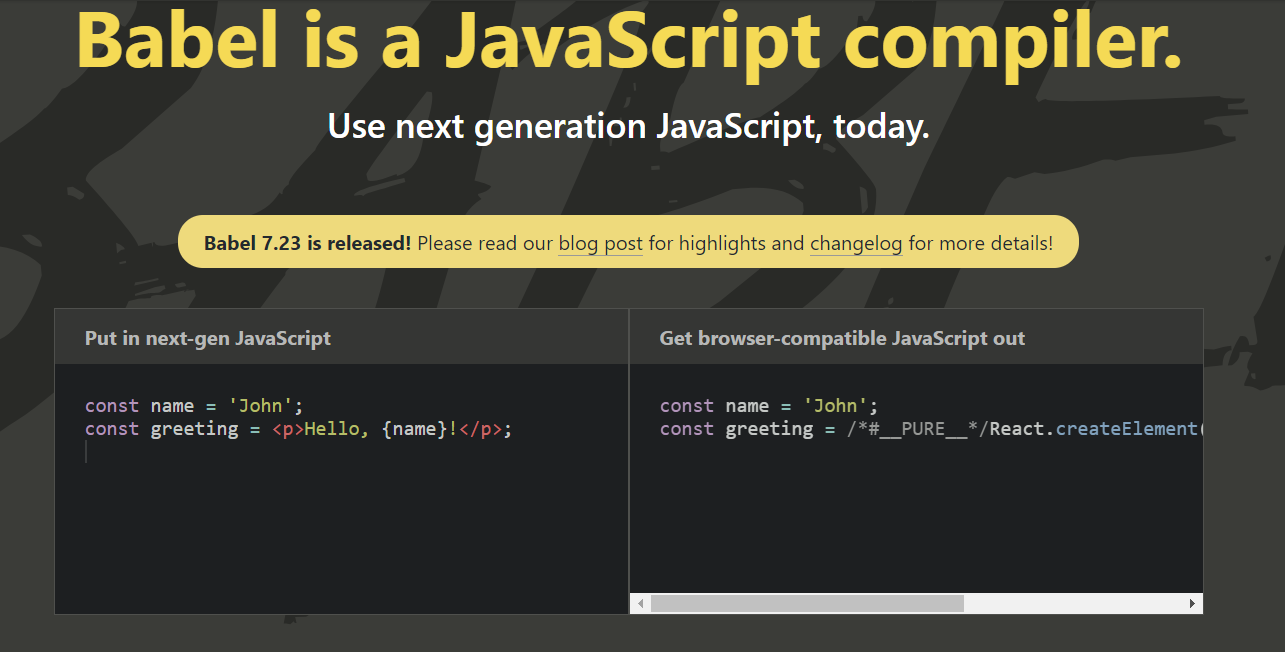 Babel is a JavaScript compiler.
Use next generation JavaScript, today.
Babel 7.23 is released! Please read our blog post for highlights and changelog for more details!
Put in next-gen JavaScript
const name = 'John';
const greeting = <p>Hello, {name}!</p>;
Get browser-compatible JavaScript out
const name = 'John';
const greeting = /*#__PURE__*/React.createElement(